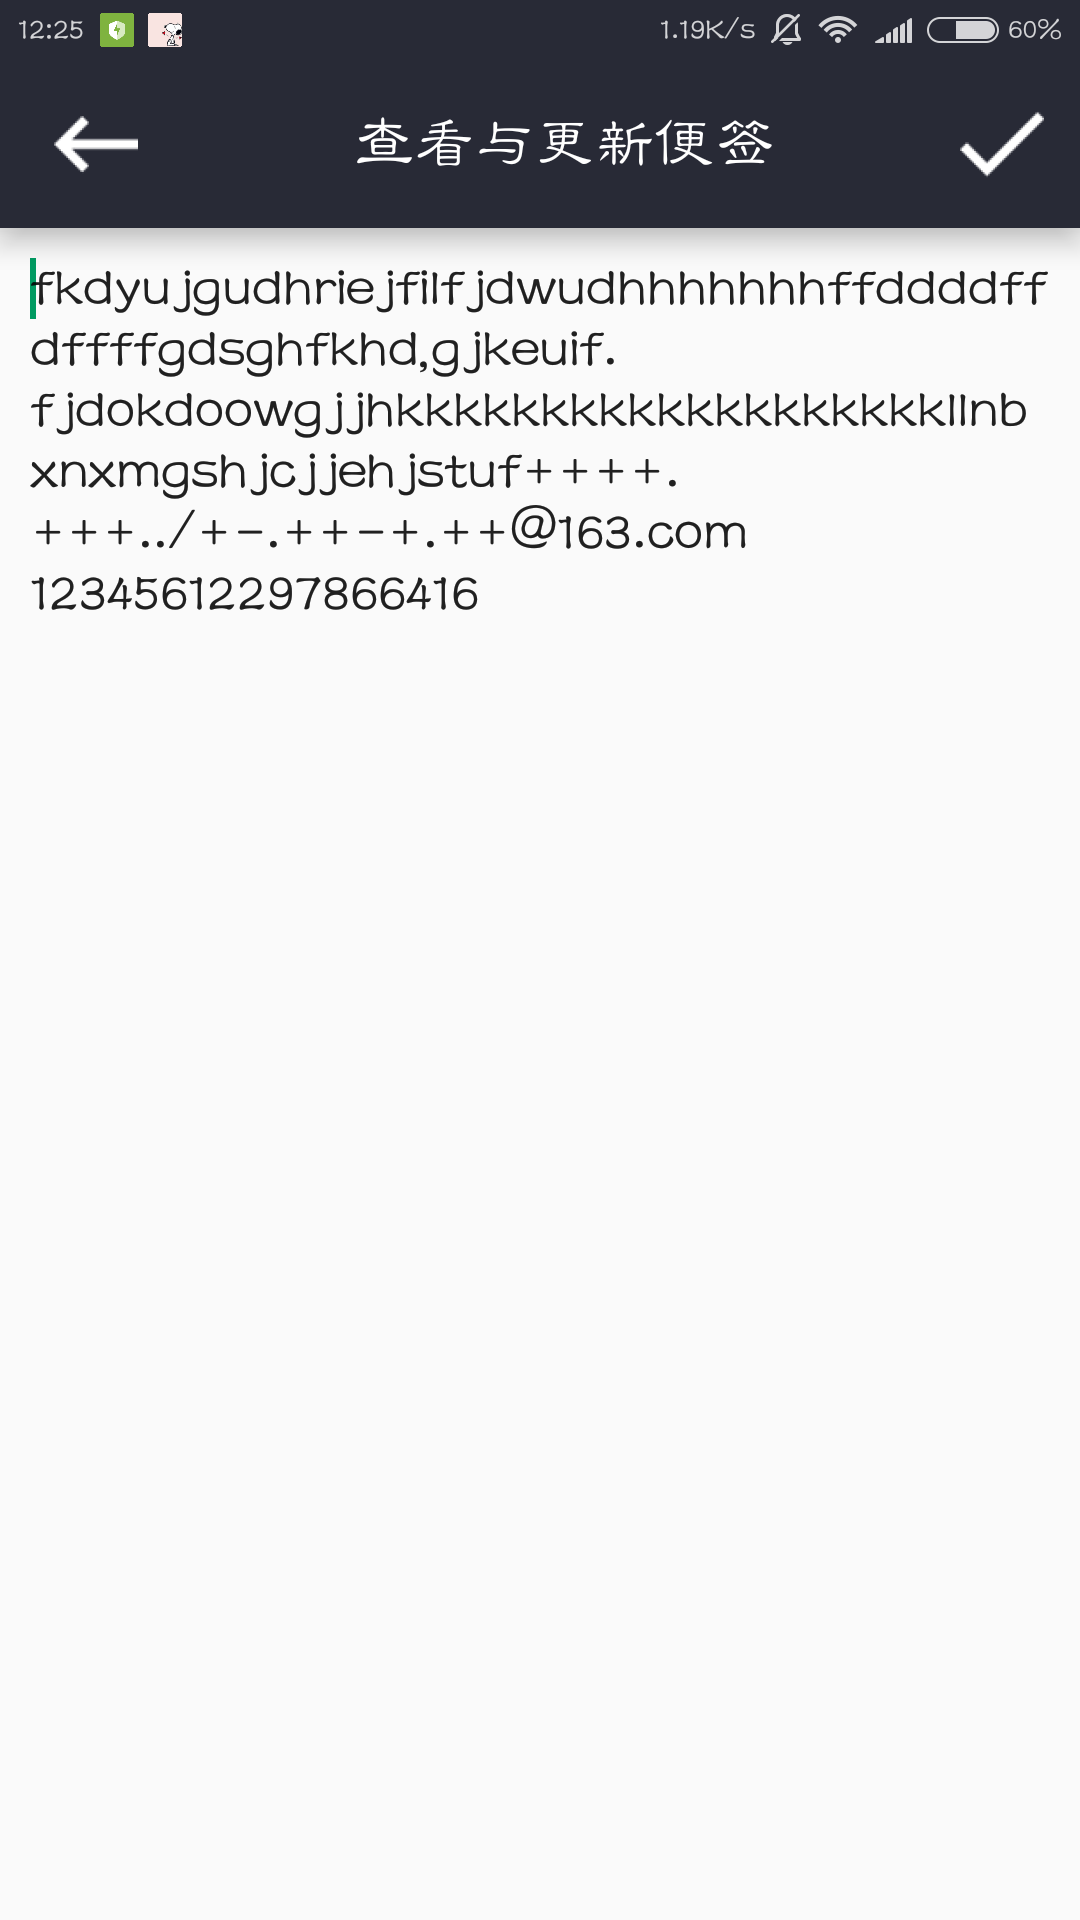 12:25 1.19K/s 60%
查看与更新便签
fkdyujgudhriejfilfjdwudhhhhhhhffddddff
dffffgdsghfkhd,gjkeuif.
fjdokdoowgjjhkkkkkkkkkkkkkkkkkkkllnb
xnxmgshjcjjehjstuf++++.
+++../+-.++-+.++@163.com
12345612297866416